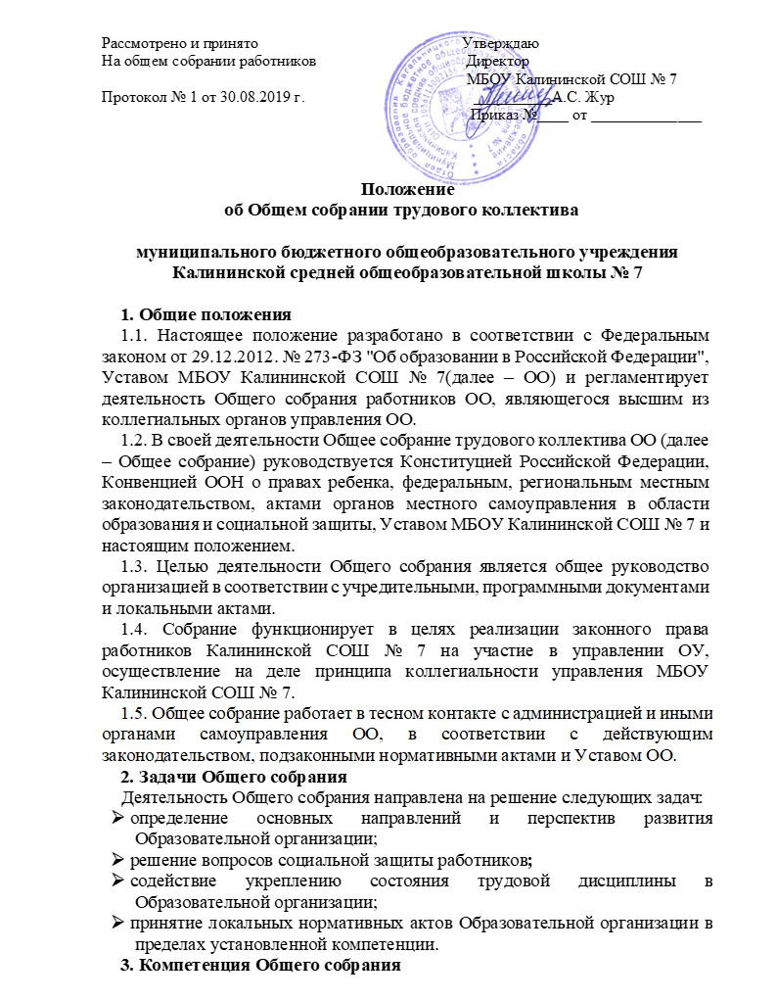 Рассмотрено и принято
На общем собрании работников
Протокол № 1 от 30.08.2019 г.
Утверждаю
Директор
МБОУ Калининской СОШ № 7
__________А.С. Жур
Приказ №____ от ______________
Положение
об Общем собрании трудового коллектива
муниципального бюджетного общеобразовательного учреждения
Калининской средней общеобразовательной школы № 7
1. Общие положения
1.1. Настоящее положение разработано в соответствии с Федеральным
законом от 29.12.2012. № 273-ФЗ "Об образовании в Российской Федерации",
Уставом МБОУ Калининской СОШ № 7(далее – ОО) и регламентирует
деятельность Общего собрания работников ОО, являющегося высшим из
коллегиальных органов управления ОО.
1.2. В своей деятельности Общее собрание трудового коллектива ОО (далее
– Общее собрание) руководствуется Конституцией Российской Федерации,
Конвенцией ООН о правах ребенка, федеральным, региональным местным
законодательством, актами органов местного самоуправления в области
образования и социальной защиты, Уставом МБОУ Калининской СОШ № 7 и
настоящим положением.
1.3. Целью деятельности Общего собрания является общее руководство
организацией в соответствии с учредительными, программными документами
и локальными актами.
1.4. Собрание функционирует в целях реализации законного права
работников Калининской СОШ № 7 на участие в управлении ОУ,
осуществление на деле принципа коллегиальности управления МБОУ
Калининской СОШ № 7.
1.5. Общее собрание работает в тесном контакте с администрацией и иными
органами самоуправления ОО, в соответствии с действующим
законодательством, подзаконными нормативными актами и Уставом ОО.
2. Задачи Общего собрания
Деятельность Общего собрания направлена на решение следующих задач:
➢ определение основных направлений и перспектив развития
Образовательной организации;
➢ решение вопросов социальной защиты работников;
➢ содействие укреплению состояния трудовой дисциплины в
Образовательной организации;
➢ принятие локальных нормативных актов Образовательной организации в
пределах установленной компетенции.
3. Компетенция Общего собрания